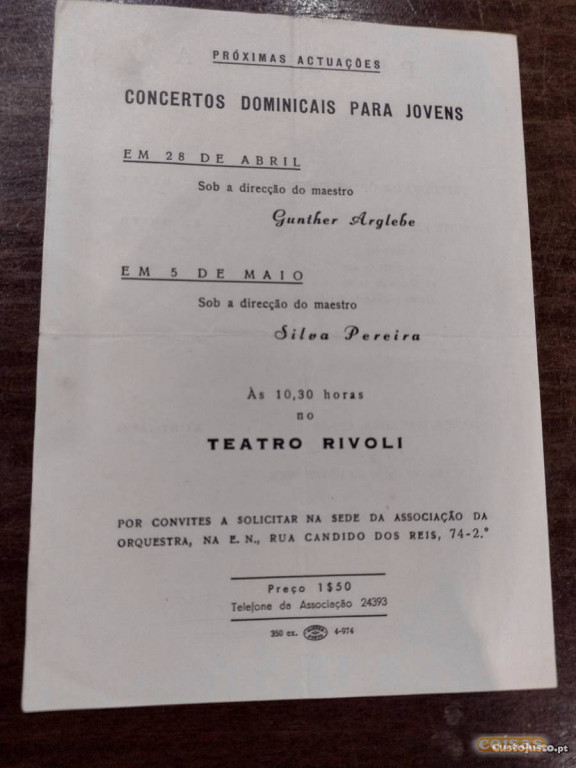 PRÓXIMAS ACTUAÇÕES
CONCERTOS DOMINICAIS PARA JOVENS
EM 28 DE ABRIL
Sob a direcção do maestro
Gunther Arglebe
EM 5 DE MAIO
Sob a direcção do maestro
Silva Pereira
Às 10,30 horas
no
TEATRO RIVOLI
POR CONVITES A SOLICITAR NA SEDE DA ASSOCIAÇÃO DA
ORQUESTRA, NA E. N., RUA CANDIDO DOS REIS, 74-2.º
Preço 1$50
Telefone da Associação 24393
350 ex. 4-974
coisas
CustoJusto.pt